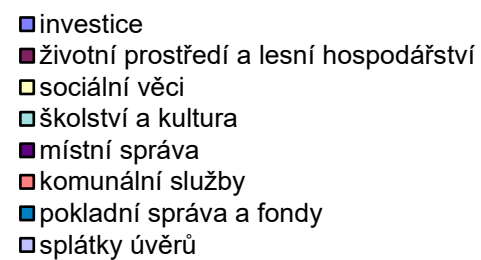 investice
životní prostředí a lesní hospodářství
sociální věci
školství a kultura
místní správa
komunální služby
pokladní správa a fondy
splátky úvěrů